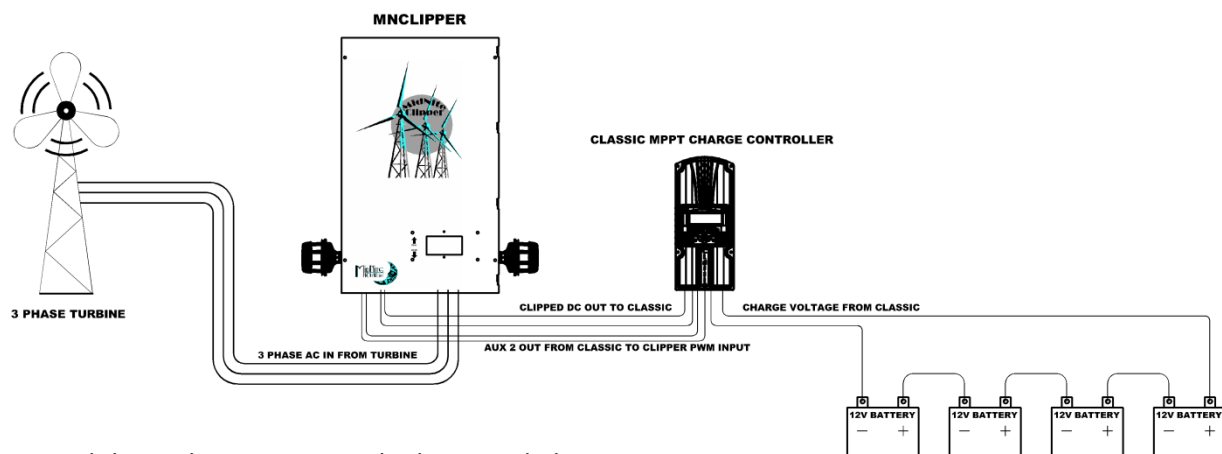 MNCLIPPER
MidNite
Clipper
CLASSIC MPPT CHARGE CONTROLLER
3 PHASE TURBINE
CLIPPED DC OUT TO CLASSIC
CHARGE VOLTAGE FROM CLASSIC
3 PHASE AC IN FROM TURBINE
AUX 2 OUT FROM CLASSIC TO CLIPPER PWM INPUT
12V BATTERY
12V BATTERY
12V BATTERY
12V BATTERY
− +
− +
− +
− +